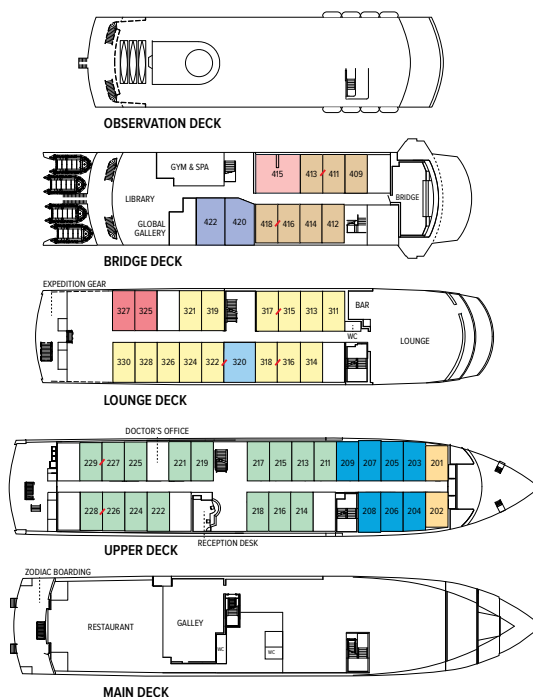 OBSERVATION DECK
GYM & SPA
415
413
411
409
LIBRARY
BRIDGE
GLOBAL
GALLERY
422
420
418
416
414
412
BRIDGE DECK
EXPEDITION GEAR
327
325
321
319
317
315
313
311
BAR
WC
LOUNGE
330
328
326
324
322
320
318
316
314
LOUNGE DECK
DOCTOR'S OFFICE
229
227
225
221
219
217
215
213
211
209
207
205
203
201
228
226
224
222
218
216
214
208
206
204
202
RECEPTION DESK
UPPER DECK
ZODIAC BOARDING
RESTAURANT
GALLEY
WC
WC
MAIN DECK